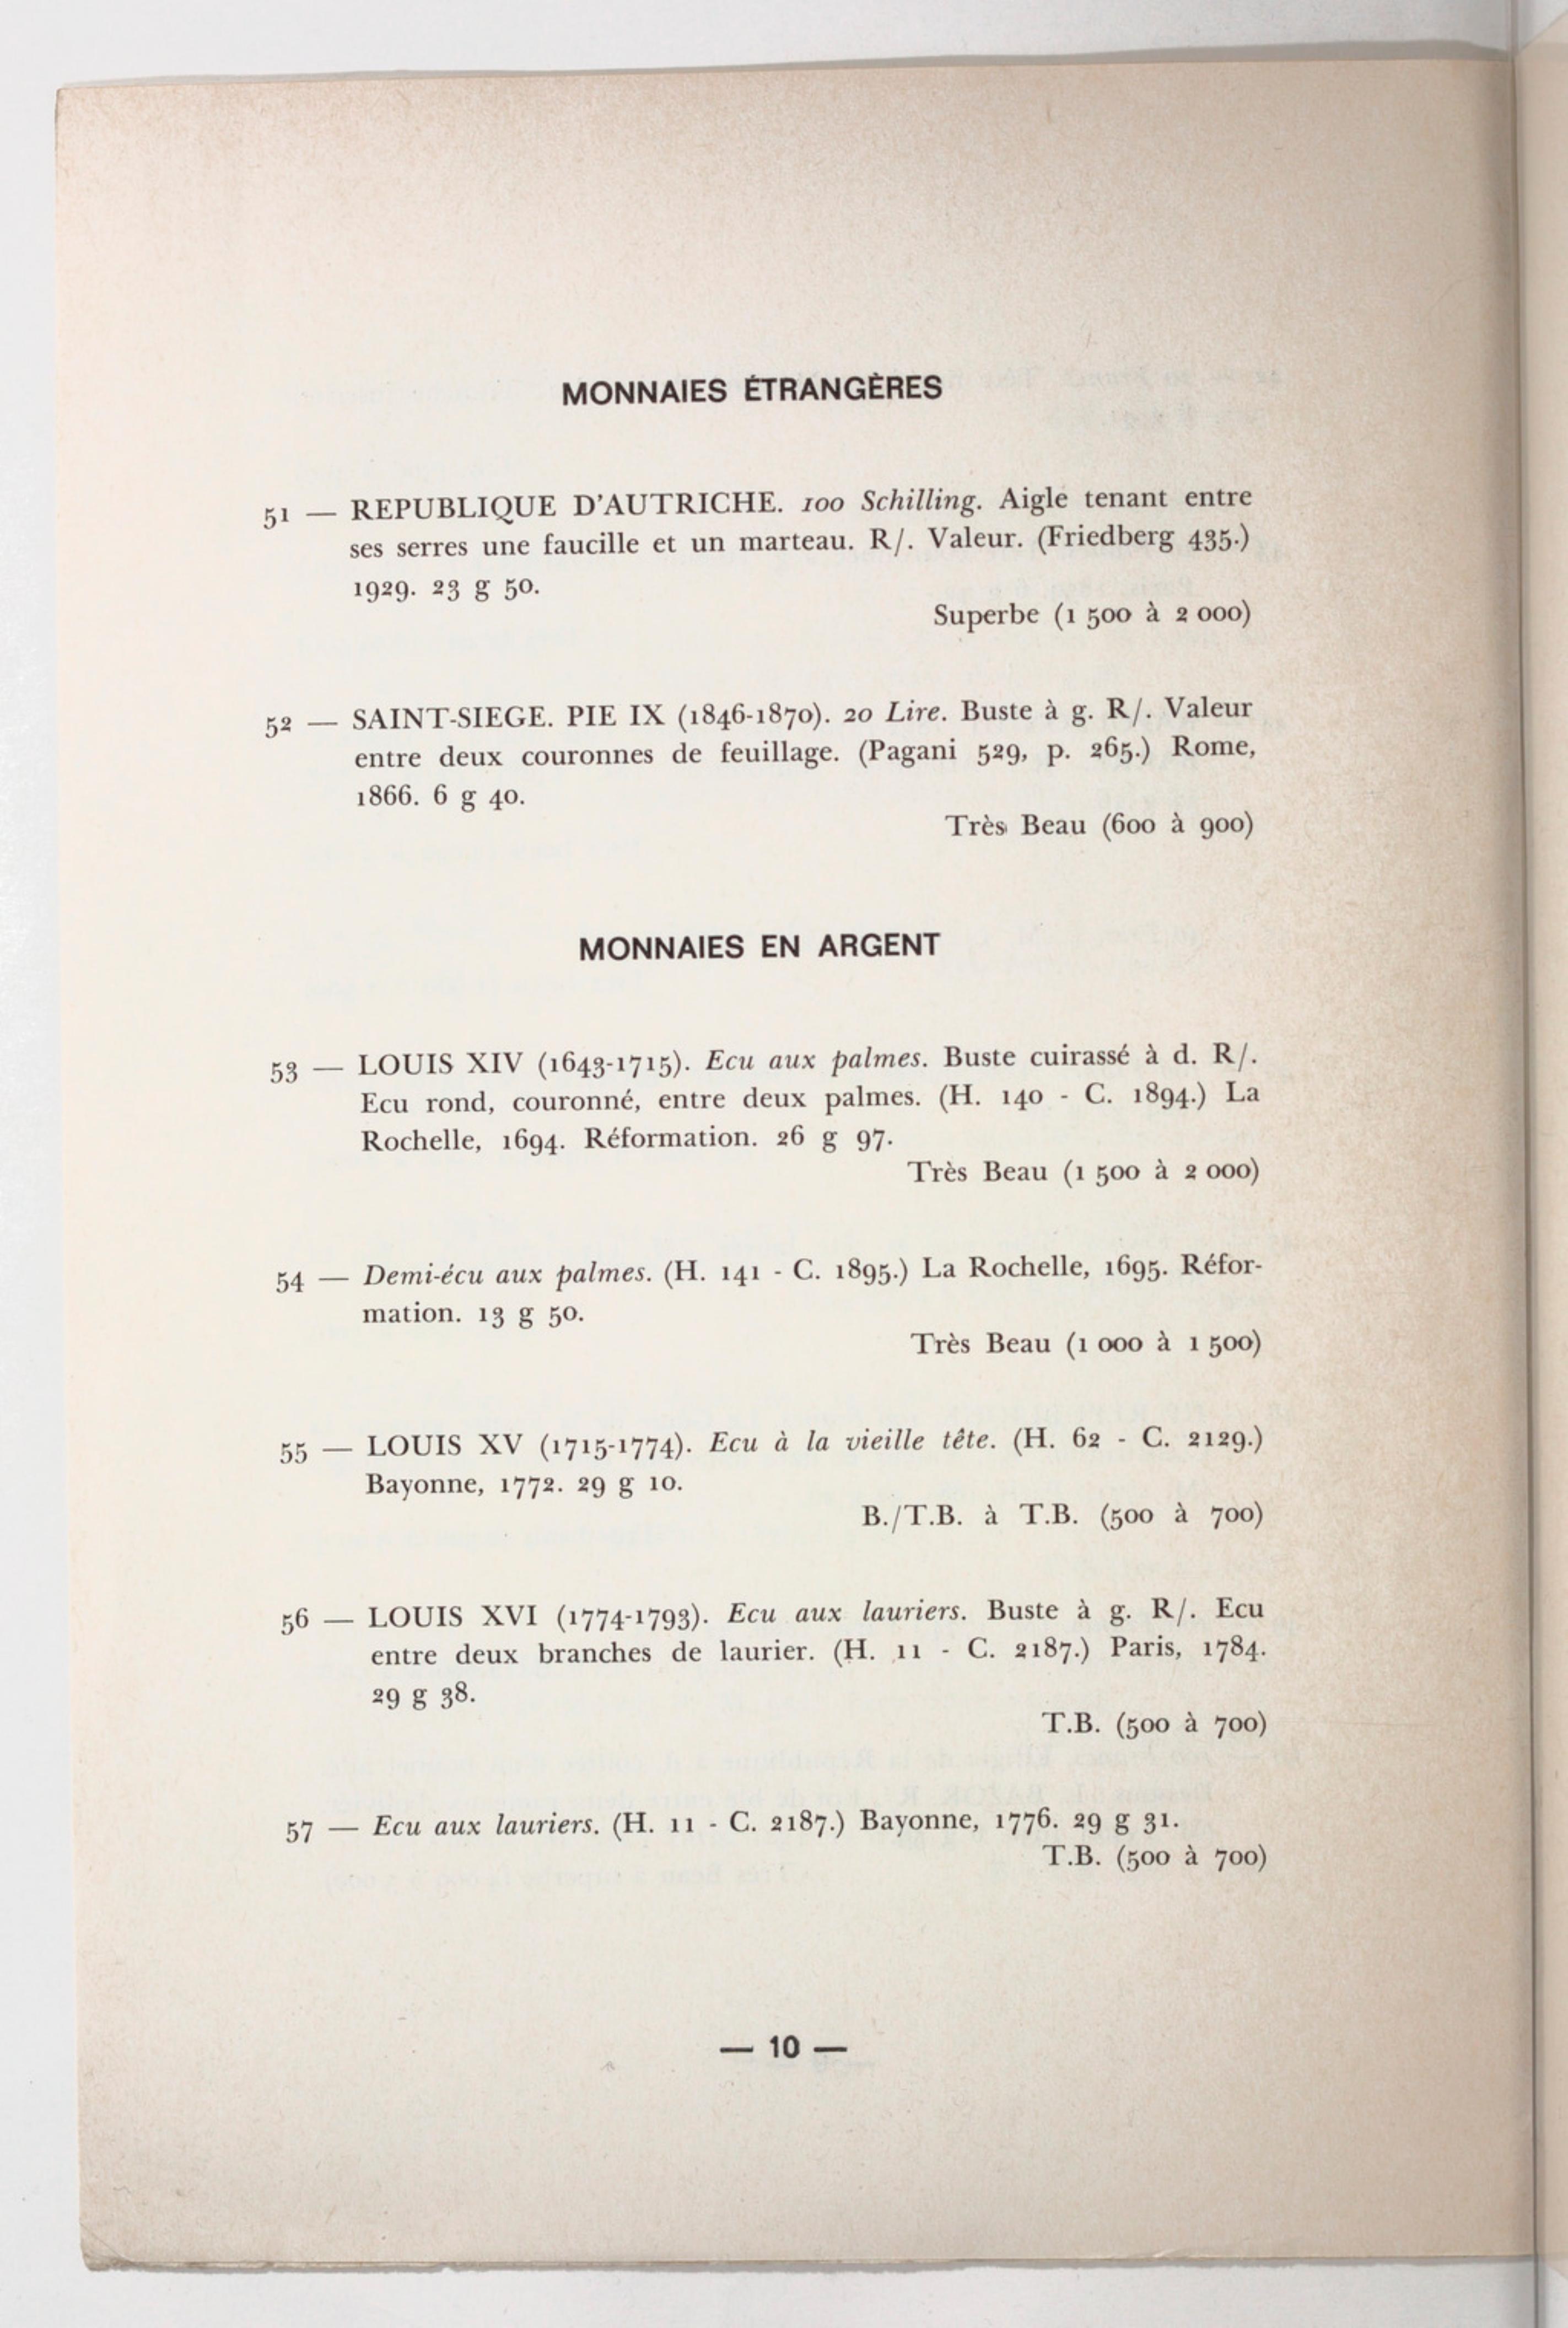 MONNAIES ÉTRANGÈRES
51 — REPUBLIQUE D'AUTRICHE. 100 Schilling. Aigle tenant entre
ses serres une faucille et un marteau. R/. Valeur. (Friedberg 435.)
1929. 23 g 50.
Superbe (1 500 à 2 000)
52 — SAINT-SIEGE. PIE IX (1846-1870). 20 Lire. Buste à g. R/. Valeur
entre deux couronnes de feuillage. (Pagani 529, p. 265.) Rome,
1866. 6 g 40.
Très Beau (600 à 900)
MONNAIES EN ARGENT
53 — LOUIS XIV (1643-1715). Ecu aux palmes. Buste cuirassé à d. R/.
Ecu rond, couronné, entre deux palmes. (H. 140 - C. 1894.) La
Rochelle, 1694. Réformation. 26 g 97.
Très Beau (1 500 à 2 000)
54 — Demi-écu aux palmes. (H. 141 - C. 1895.) La Rochelle, 1695. Réfor-
mation. 13 g 50.
Très Beau (1 000 à 1 500)
55 — LOUIS XV (1715-1774). Ecu à la vieille tête. (H. 62 - C. 2129.)
Bayonne, 1772. 29 g 10.
B./T.B. à T.B. (500 à 700)
56 — LOUIS XVI (1774-1793). Ecu aux lauriers. Buste à g. R/. Ecu
entre deux branches de laurier. (H. 11 - C. 2187.) Paris, 1784.
29 g 38.
T.B. (500 à 700)
57 — Ecu aux lauriers. (H. 11 - C. 2187.) Bayonne, 1776. 29 g 31.
T.B. (500 à 700)
— 10 —